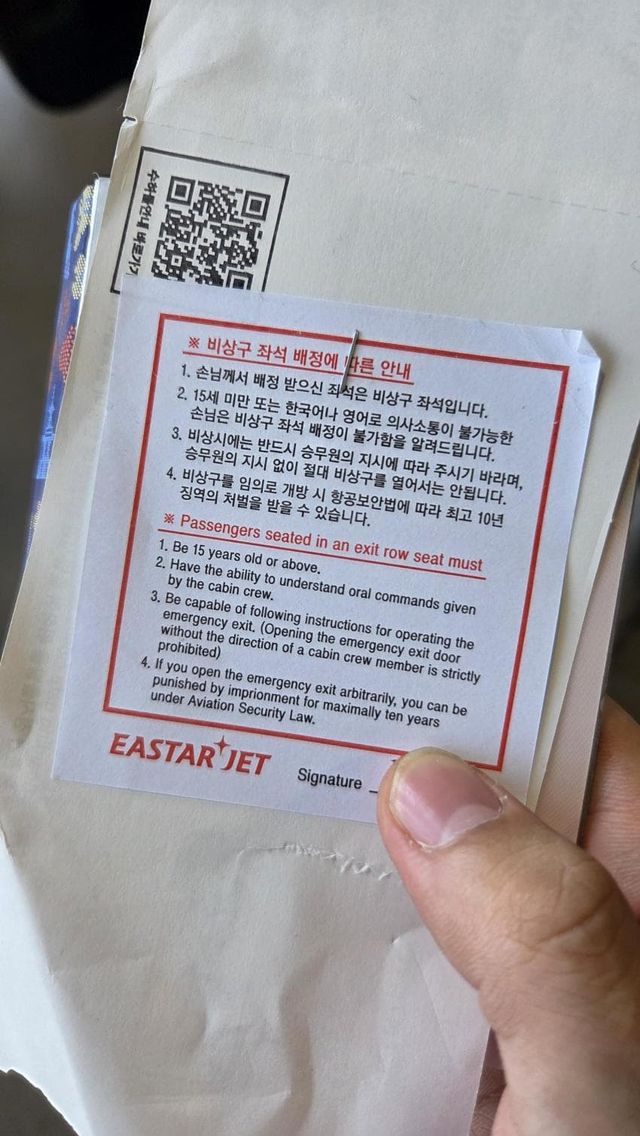 수하물안내 바로가기
※ 비상구 좌석 배정에 따른 안내
1. 손님께서 배정 받으신 좌석은 비상구 좌석입니다.
2. 15세 미만 또는 한국어나 영어로 의사소통이 불가능한
손님은 비상구 좌석 배정이 불가함을 알려드립니다.
3. 비상시에는 반드시 승무원의 지시에 따라 주시기 바라며,
승무원의 지시 없이 절대 비상구를 열어서는 안됩니다.
4. 비상구를 임의로 개방 시 항공보안법에 따라 최고 10년
징역의 처벌을 받을 수 있습니다.
※ Passengers seated in an exit row seat must
1. Be 15 years old or above.
2. Have the ability to understand oral commands given
by the cabin crew.
3. Be capable of following instructions for operating the
emergency exit. (Opening the emergency exit door
without the direction of a cabin crew member is strictly
prohibited)
4. If you open the emergency exit arbitrarily, you can be
punished by imprionment for maximally ten years
under Aviation Security Law.
EASTAR JET
Signature _